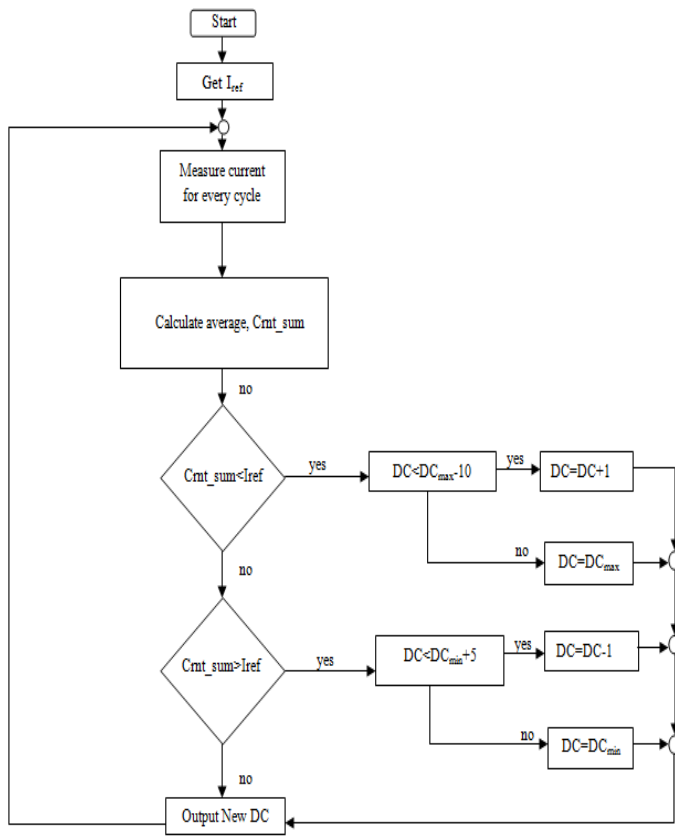 Start
Get Iref
Measure current
for every cycle
Calculate average, Crnt_sum
no
Crnt_sum<Iref
yes
DC<DCmax-10
yes
DC=DC+1
no
DC=DCmax
no
Crnt_sum>Iref
yes
DC<DCmin+5
yes
DC=DC-1
no
DC=DCmin
no
Output New DC